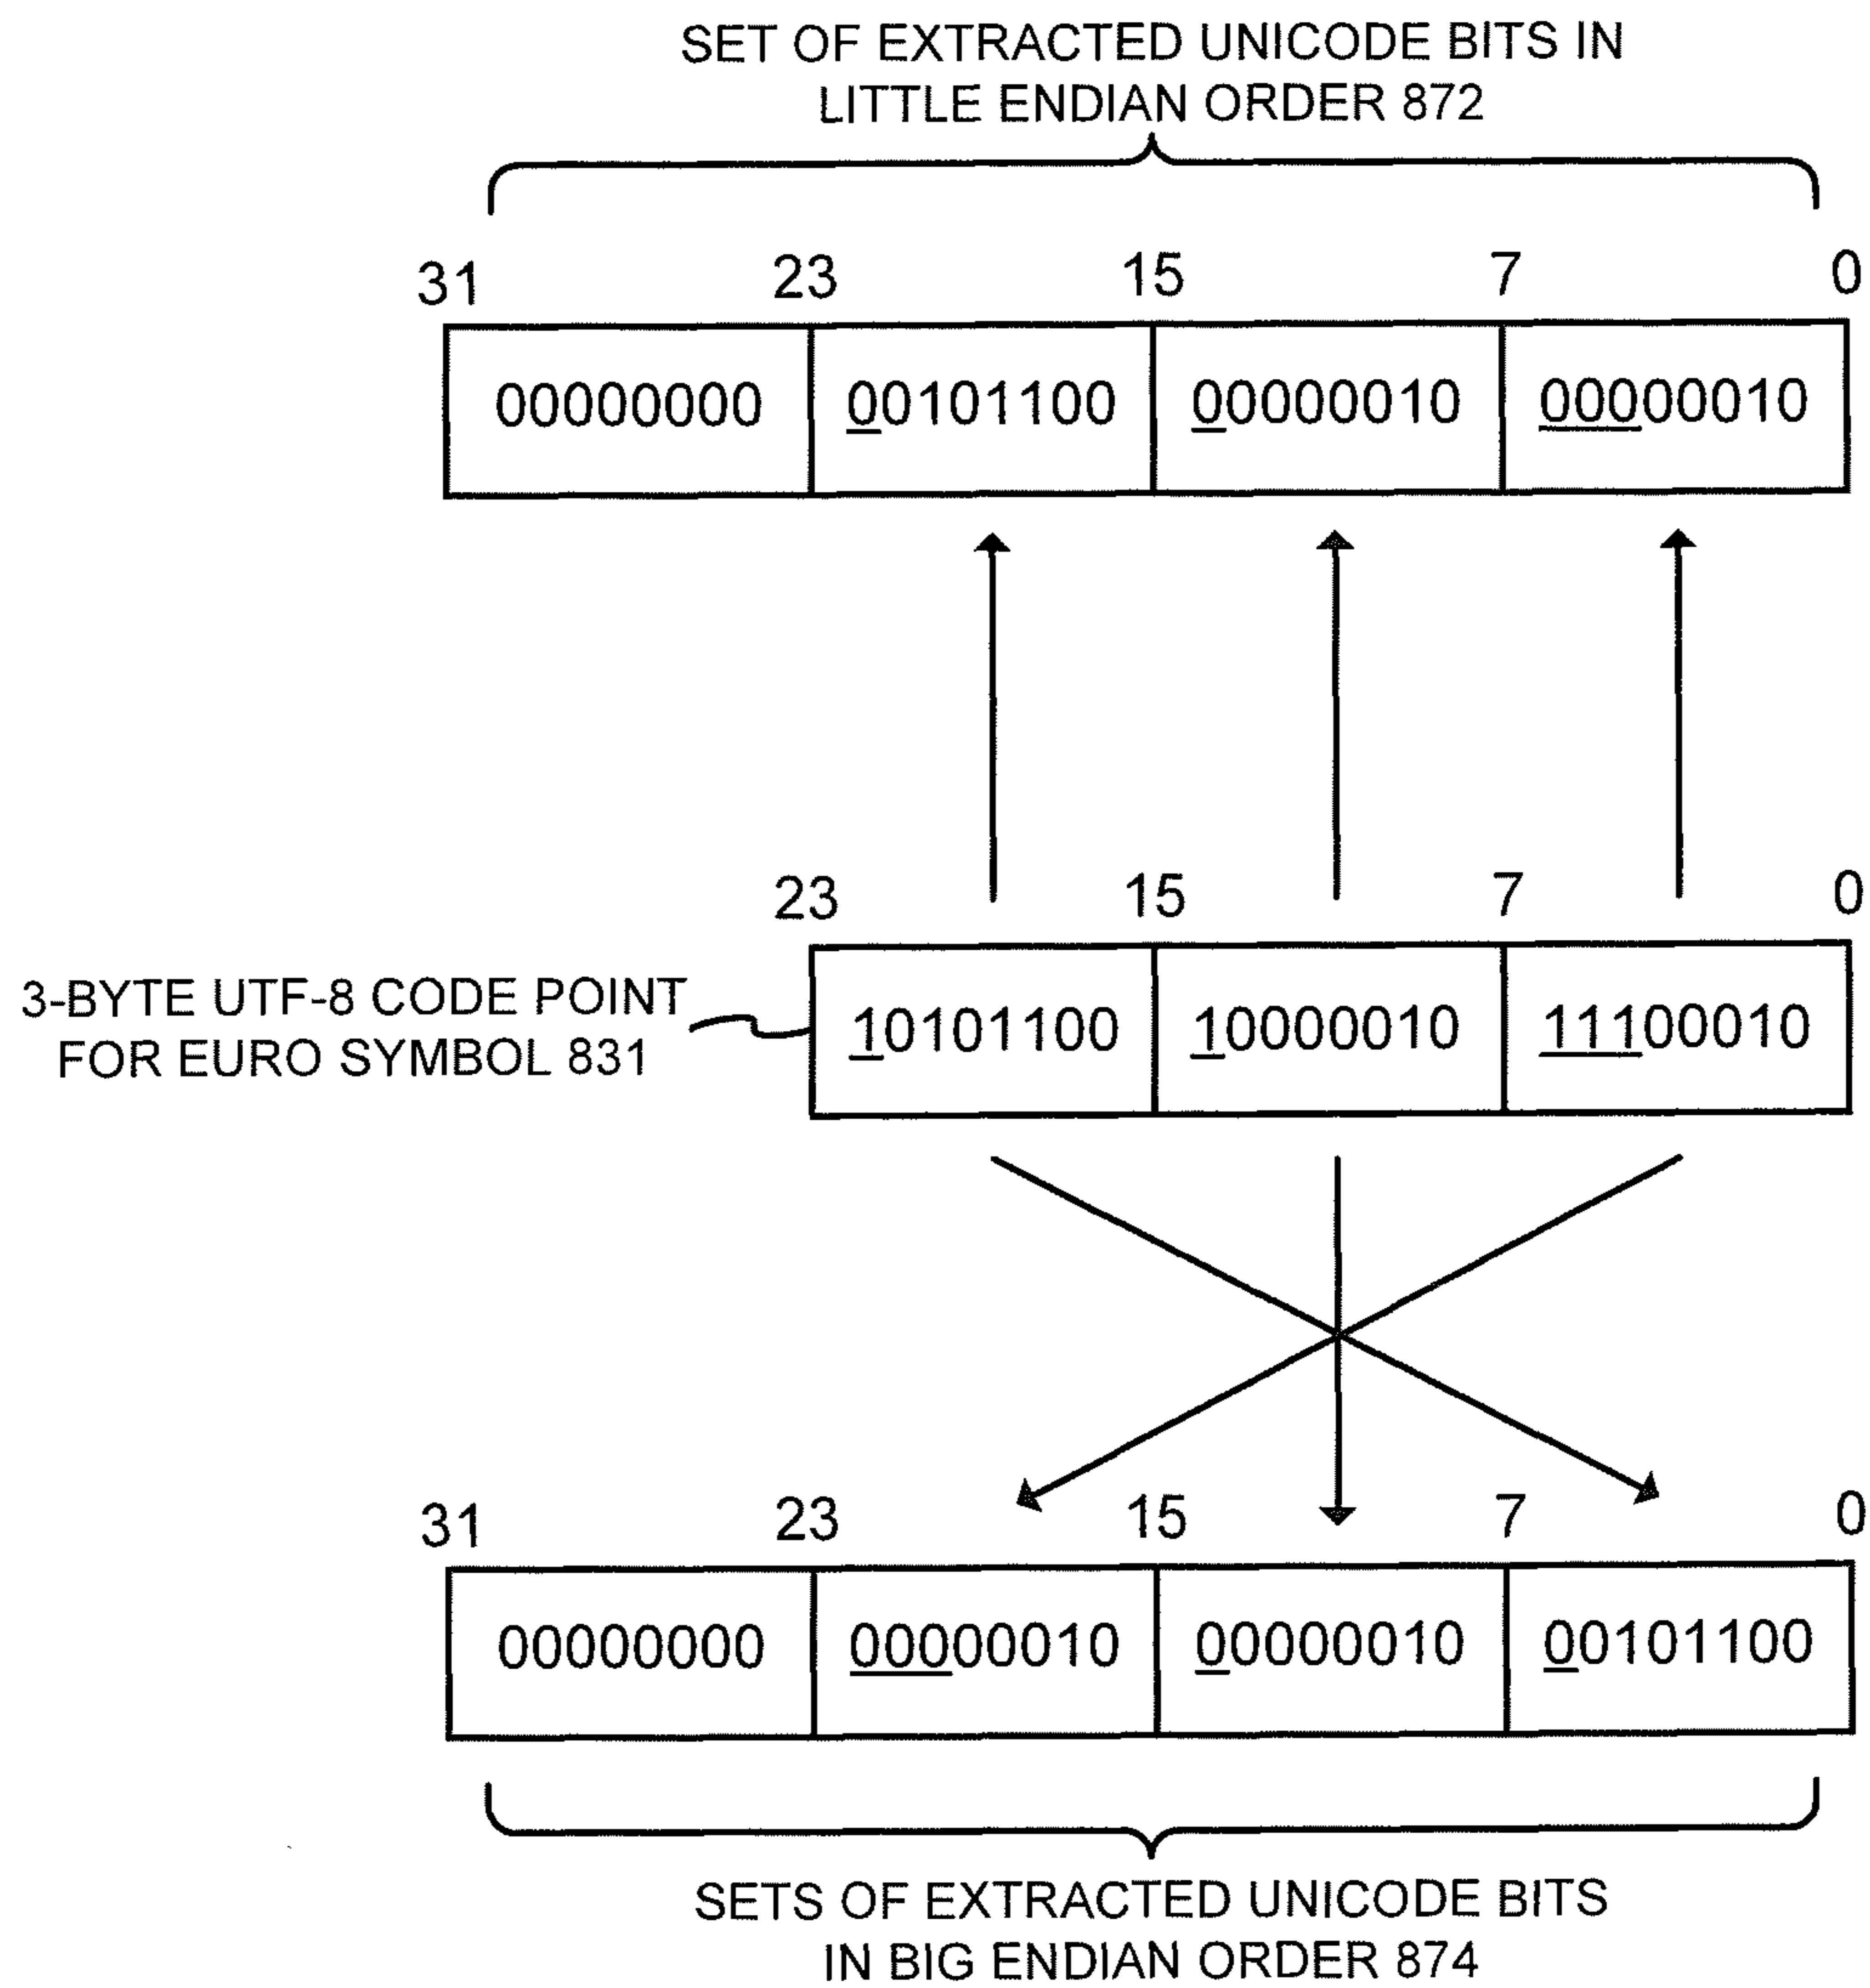 SET OF EXTRACTED UNICODE BITS IN
LITTLE ENDIAN ORDER 872
31 23 15 7 0
00000000 00101100 00000010 00000010
23 15 7 0
3-BYTE UTF-8 CODE POINT
FOR EURO SYMBOL 831
10101100 10000010 11100010
31 23 15 7 0
00000000 00000010 00000010 00101100
SETS OF EXTRACTED UNICODE BITS
IN BIG ENDIAN ORDER 874